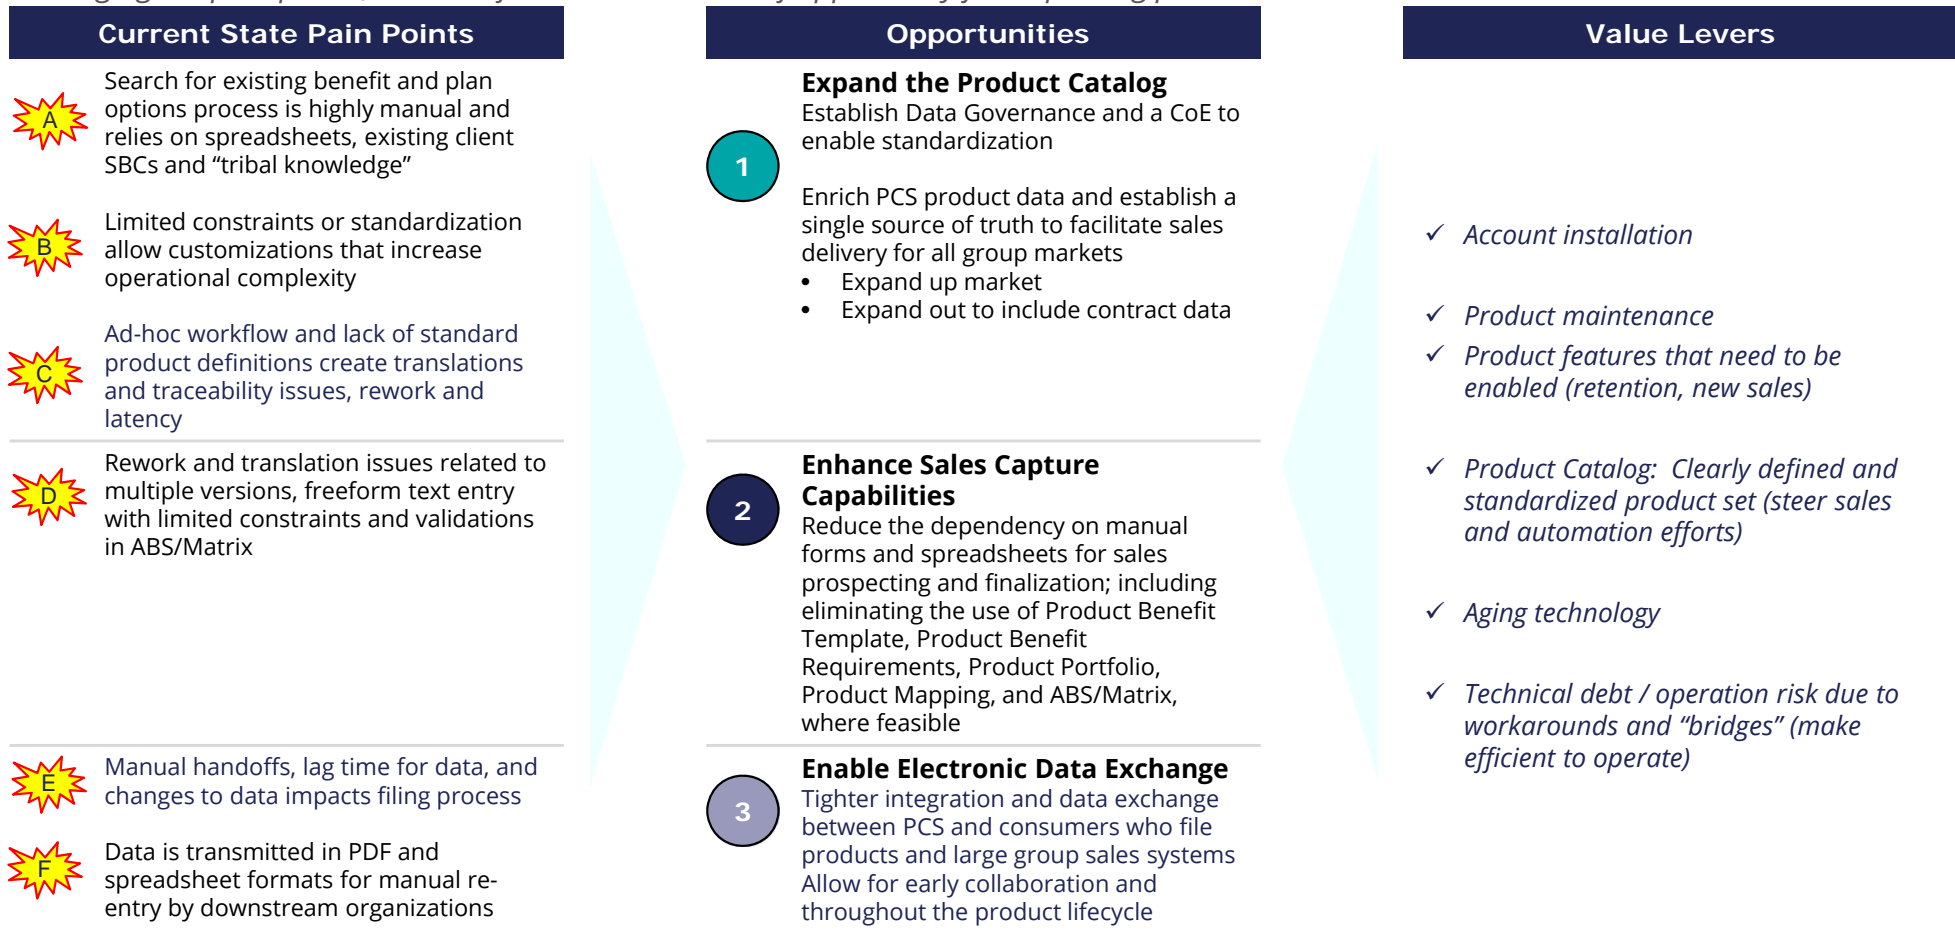 Current State Pain Points
A
Search for existing benefit and plan
options process is highly manual and
relies on spreadsheets, existing client
SBCs and “tribal knowledge”
B
Limited constraints or standardization
allow customizations that increase
operational complexity
C
Ad-hoc workflow and lack of standard
product definitions create translations
and traceability issues, rework and
latency
D
Rework and translation issues related to
multiple versions, freeform text entry
with limited constraints and validations
in ABS/Matrix
E
Manual handoffs, lag time for data, and
changes to data impacts filing process
F
Data is transmitted in PDF and
spreadsheet formats for manual re-
entry by downstream organizations
Opportunities
1
Expand the Product Catalog
Establish Data Governance and a CoE to
enable standardization
Enrich PCS product data and establish a
single source of truth to facilitate sales
delivery for all group markets
• Expand up market
• Expand out to include contract data
2
Enhance Sales Capture
Capabilities
Reduce the dependency on manual
forms and spreadsheets for sales
prospecting and finalization; including
eliminating the use of Product Benefit
Template, Product Benefit
Requirements, Product Portfolio,
Product Mapping, and ABS/Matrix,
where feasible
3
Enable Electronic Data Exchange
Tighter integration and data exchange
between PCS and consumers who file
products and large group sales systems
Allow for early collaboration and
throughout the product lifecycle
Value Levers
✓ Account installation
✓ Product maintenance
✓ Product features that need to be
enabled (retention, new sales)
✓ Product Catalog: Clearly defined and
standardized product set (steer sales
and automation efforts)
✓ Aging technology
✓ Technical debt / operation risk due to
workarounds and “bridges” (make
efficient to operate)